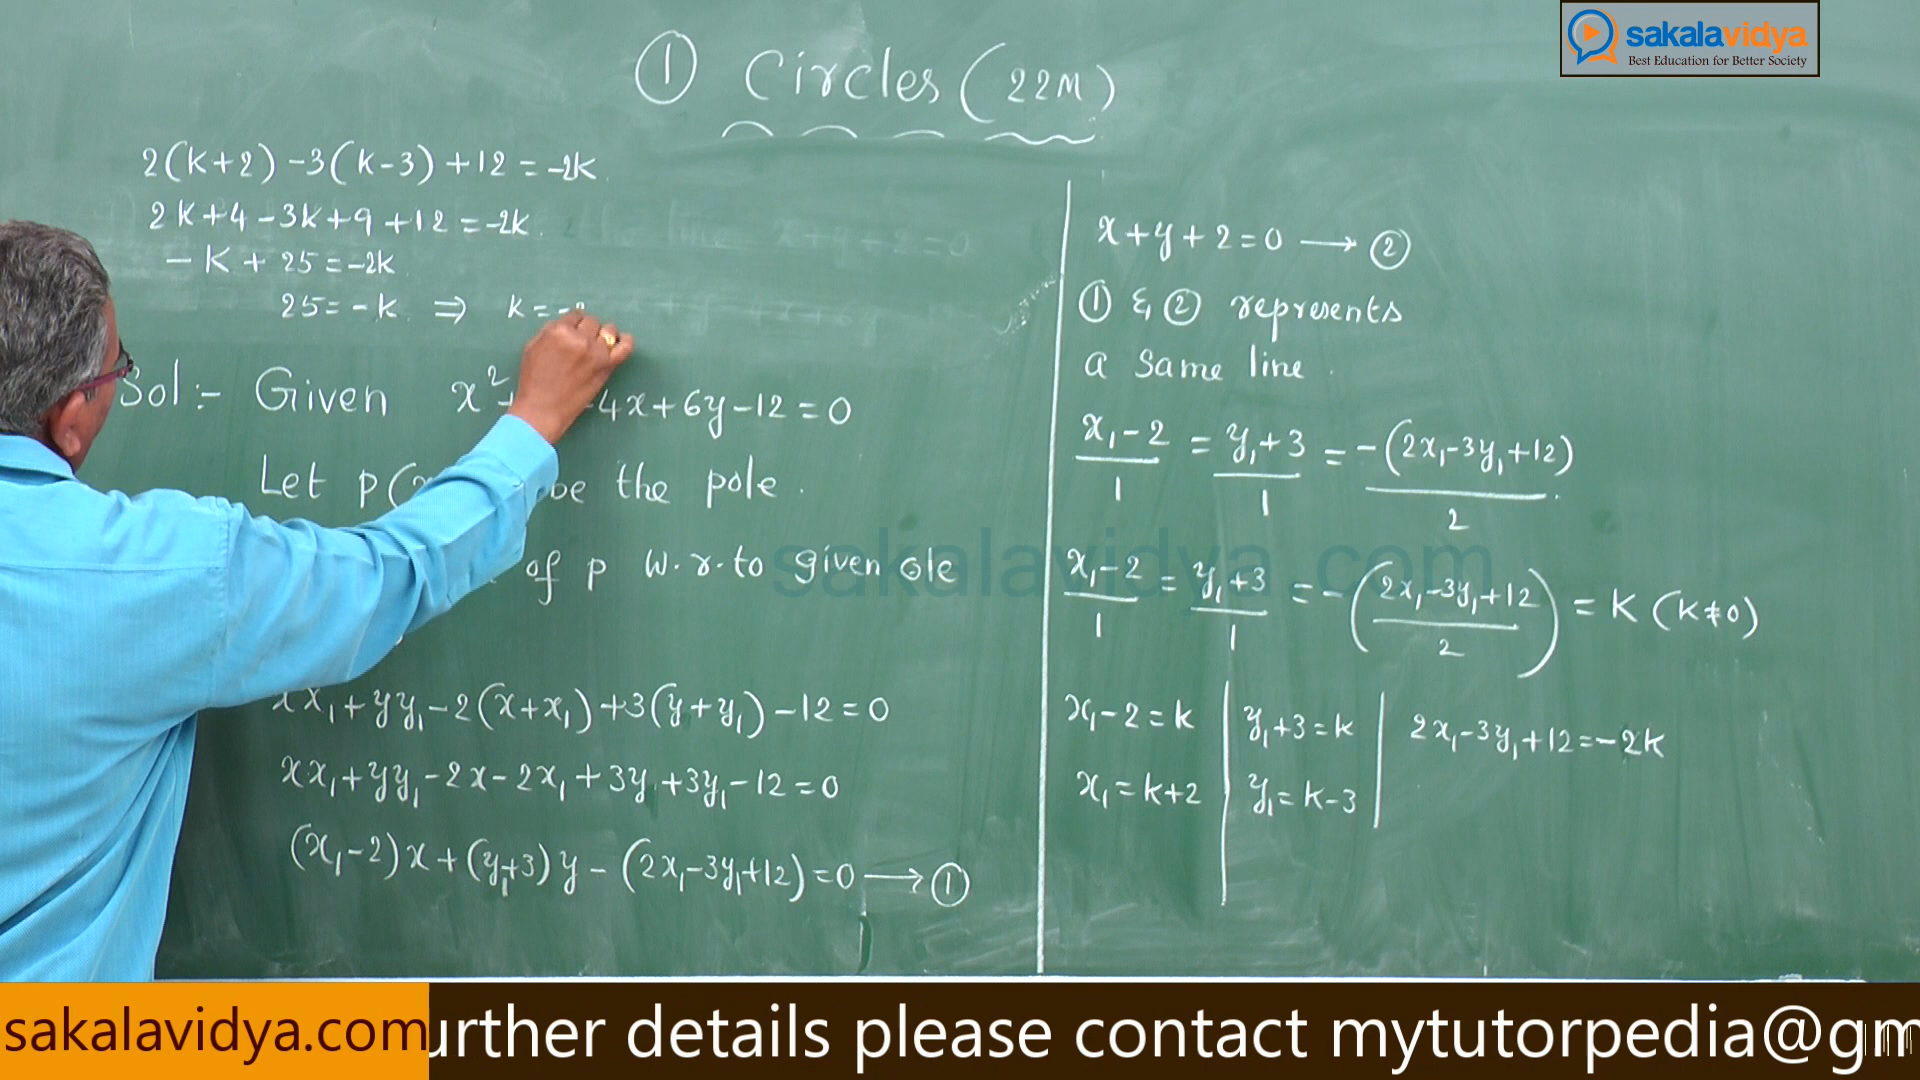 sakalavidya
Best Education for Better Society
① Circles (22M)
2(k+2) -3(k-3) +12 = -2k
2k+4 -3k+9 +12 = -2k
-k + 25 = -2k
25 = -k ⇒ k = -
Sol:- Given x² -4x+6y-12=0
Let p( be the pole.
of p w.r.to given ole
xx₁+yy₁-2(x+x₁)+3(y+y₁)-12=0
xx₁+yy₁-2x-2x₁+3y+3y₁-12=0
(x₁-2)x+(y₁+3)y-(2x₁-3y₁+12)=0 → ①
x+y+2=0 → ②
① & ② represents
a same line.
(x₁-2)/1 = (y₁+3)/1 = -(2x₁-3y₁+12)/2
(x₁-2)/1 = (y₁+3)/1 = -((2x₁-3y₁+12)/2) = k (k≠0)
x₁-2=k | y₁+3=k | 2x₁-3y₁+12=-2k
x₁=k+2 | y₁=k-3
sakalavidya.com
sakalavidya.com urther details please contact mytutorpedia@gm